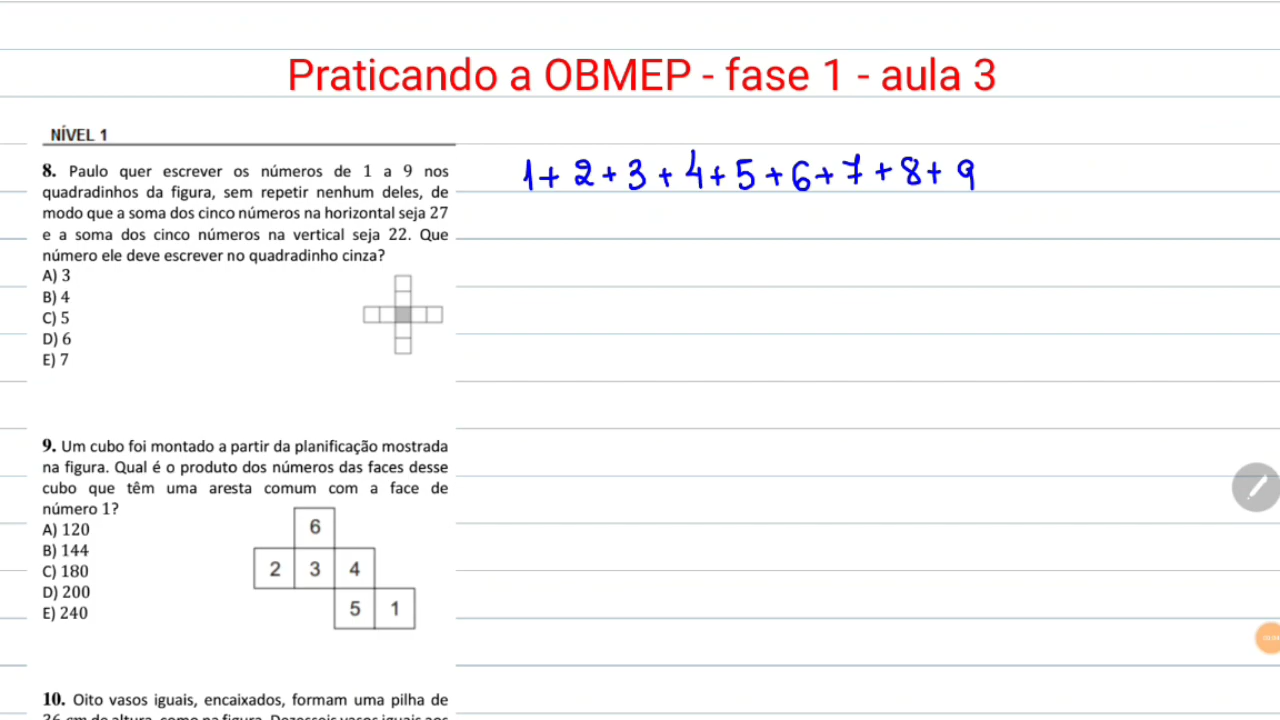 Praticando a OBMEP - fase 1 - aula 3
NÍVEL 1
8. Paulo quer escrever os números de 1 a 9 nos
quadradinhos da figura, sem repetir nenhum deles, de
modo que a soma dos cinco números na horizontal seja 27
e a soma dos cinco números na vertical seja 22. Que
número ele deve escrever no quadradinho cinza?
A) 3
B) 4
C) 5
D) 6
E) 7
1+ 2 + 3 + 4 + 5 + 6 + 7 + 8 + 9
9. Um cubo foi montado a partir da planificação mostrada
na figura. Qual é o produto dos números das faces desse
cubo que têm uma aresta comum com a face de
número 1?
A) 120
B) 144
C) 180
D) 200
E) 240
6
2 3 4
5 1
10. Oito vasos iguais, encaixados, formam uma pilha de